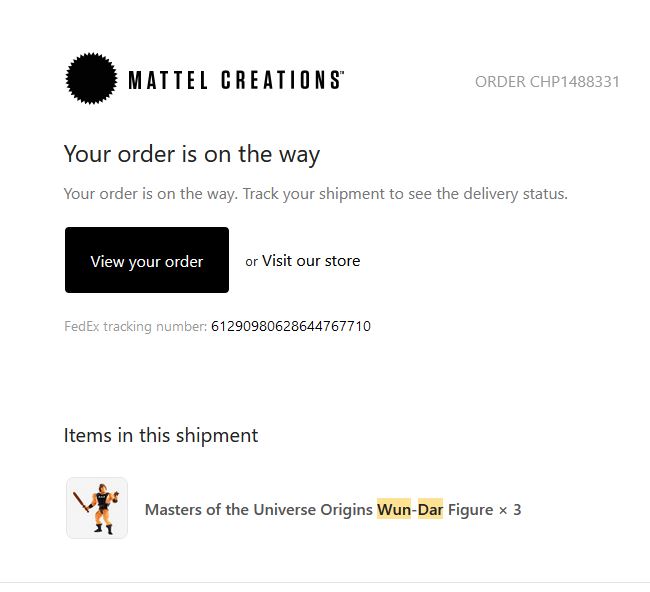 MATTEL CREATIONS™
ORDER CHP1488331
Your order is on the way
Your order is on the way. Track your shipment to see the delivery status.
View your order or Visit our store
FedEx tracking number: 61290980628644767710
Items in this shipment
Masters of the Universe Origins Wun-Dar Figure × 3